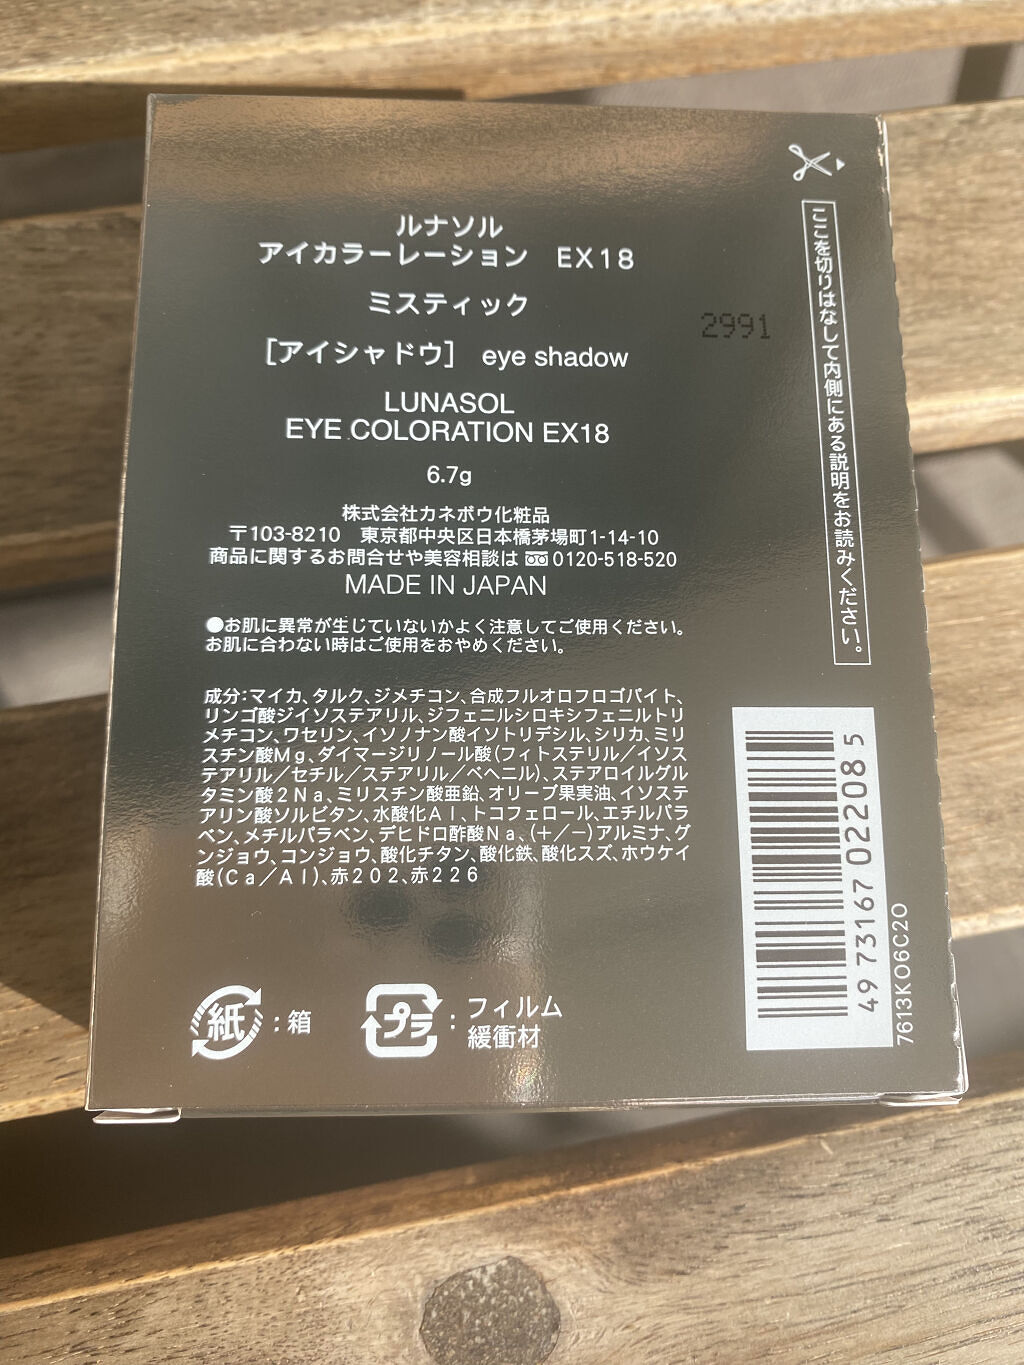 ルナソル
アイカラーレーション EX18
ミスティック
2991
[アイシャドウ] eye shadow
LUNASOL
EYE COLORATION EX18
6.7g
株式会社カネボウ化粧品
〒103-8210 東京都中央区日本橋茅場町1-14-10
商品に関するお問合せや美容相談は 0120-518-520
MADE IN JAPAN
●お肌に異常が生じていないかよく注意してご使用ください。
お肌に合わない時はご使用をおやめください。
成分:マイカ、タルク、ジメチコン、合成フルオロフロゴパイト、
リンゴ酸ジイソステアリル、ジフェニルシロキシフェニルトリ
メチコン、ワセリン、イソノナン酸イソトリデシル、シリカ、ミリ
スチン酸Mg、ダイマージリノール酸(フィトステリル/イソス
テアリル/セチル/ステアリル/ベヘニル)、ステアロイルグル
タミン酸2Na、ミリスチン酸亜鉛、オリーブ果実油、イソステ
アリン酸ソルビタン、水酸化Al、トコフェロール、エチルパラ
ベン、メチルパラベン、デヒドロ酢酸Na、(+/-)アルミナ、グ
ンジョウ、コンジョウ、酸化チタン、酸化鉄、酸化スズ、ホウケイ
酸(Ca/Al)、赤202、赤226
紙:箱
プラ:フィルム
緩衝材
ここを切りはなして内側にある説明をお読みください。
4973167022085
7613KO6C2O